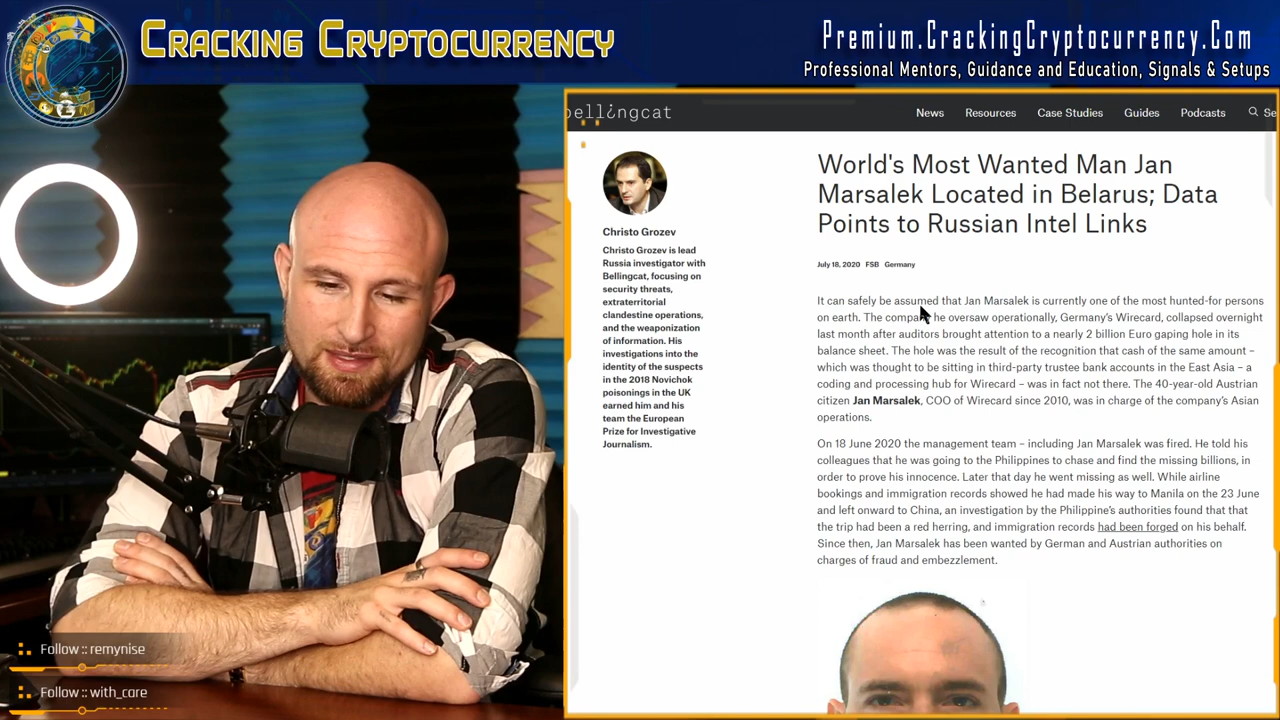 CRACKING CRYPTOCURRENCY
Premium.CrackingCryptocurrency.Com
Professional Mentors, Guidance and Education, Signals & Setups
bellingcat
News Resources Case Studies Guides Podcasts Se
World's Most Wanted Man Jan
Marsalek Located in Belarus; Data
Points to Russian Intel Links
July 18, 2020 FSB Germany
Christo Grozev
Christo Grozev is lead
Russia investigator with
Bellingcat, focusing on
security threats,
extraterritorial
clandestine operations,
and the weaponization
of information. His
investigations into the
identity of the suspects
in the 2018 Novichok
poisonings in the UK
earned him and his
team the European
Prize for Investigative
Journalism.
It can safely be assumed that Jan Marsalek is currently one of the most hunted-for persons
on earth. The compa he oversaw operationally, Germany's Wirecard, collapsed overnight
last month after auditors brought attention to a nearly 2 billion Euro gaping hole in its
balance sheet. The hole was the result of the recognition that cash of the same amount –
which was thought to be sitting in third-party trustee bank accounts in the East Asia – a
coding and processing hub for Wirecard – was in fact not there. The 40-year-old Austrian
citizen Jan Marsalek, COO of Wirecard since 2010, was in charge of the company's Asian
operations.
On 18 June 2020 the management team – including Jan Marsalek was fired. He told his
colleagues that he was going to the Philippines to chase and find the missing billions, in
order to prove his innocence. Later that day he went missing as well. While airline
bookings and immigration records showed he had made his way to Manila on the 23 June
and left onward to China, an investigation by the Philippine's authorities found that that
the trip had been a red herring, and immigration records had been forged on his behalf.
Since then, Jan Marsalek has been wanted by German and Austrian authorities on
charges of fraud and embezzlement.
Follow :: remynise
Follow :: with_care